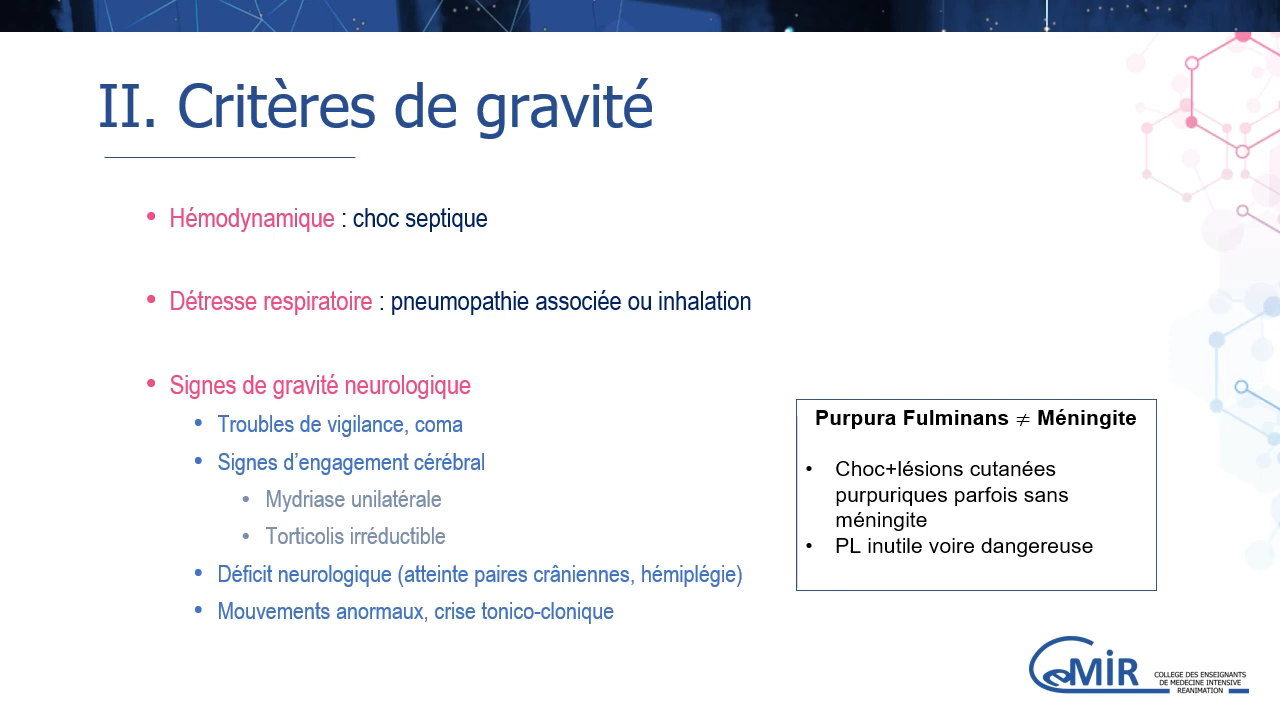 II. Critères de gravité
• Hémodynamique : choc septique
• Détresse respiratoire : pneumopathie associée ou inhalation
• Signes de gravité neurologique
• Troubles de vigilance, coma
• Signes d’engagement cérébral
• Mydriase unilatérale
• Torticolis irréductible
• Déficit neurologique (atteinte paires crâniennes, hémiplégie)
• Mouvements anormaux, crise tonico-clonique
Purpura Fulminans ≠ Méningite
• Choc+lésions cutanées
purpuriques parfois sans
méningite
• PL inutile voire dangereuse
CeMIR
COLLEGE DES ENSEIGNANTS
DE MEDECINE INTENSIVE
REANIMATION